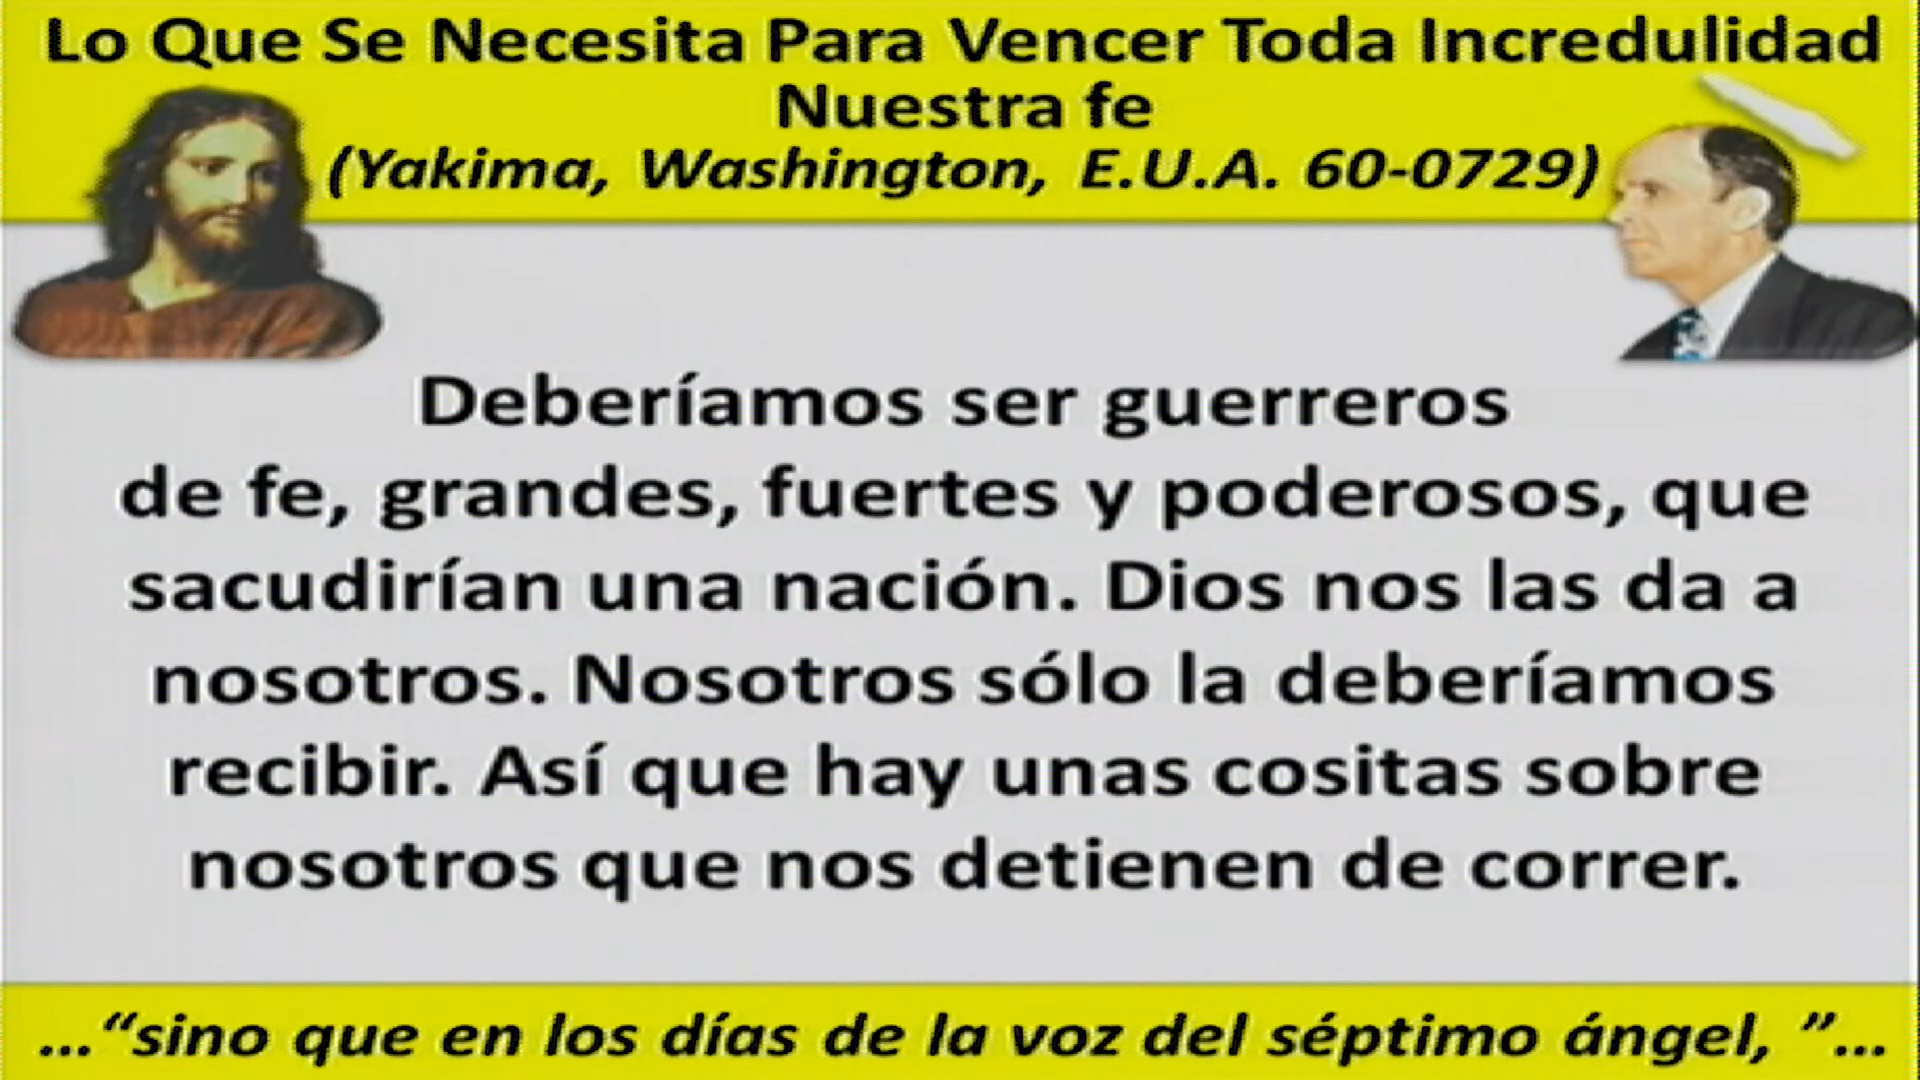 Lo Que Se Necesita Para Vencer Toda Incredulidad
Nuestra fe
(Yakima, Washington, E.U.A. 60-0729)
Deberíamos ser guerreros
de fe, grandes, fuertes y poderosos, que
sacudirían una nación. Dios nos las da a
nosotros. Nosotros sólo la deberíamos
recibir. Así que hay unas cositas sobre
nosotros que nos detienen de correr.
...“sino que en los días de la voz del séptimo ángel, ”...